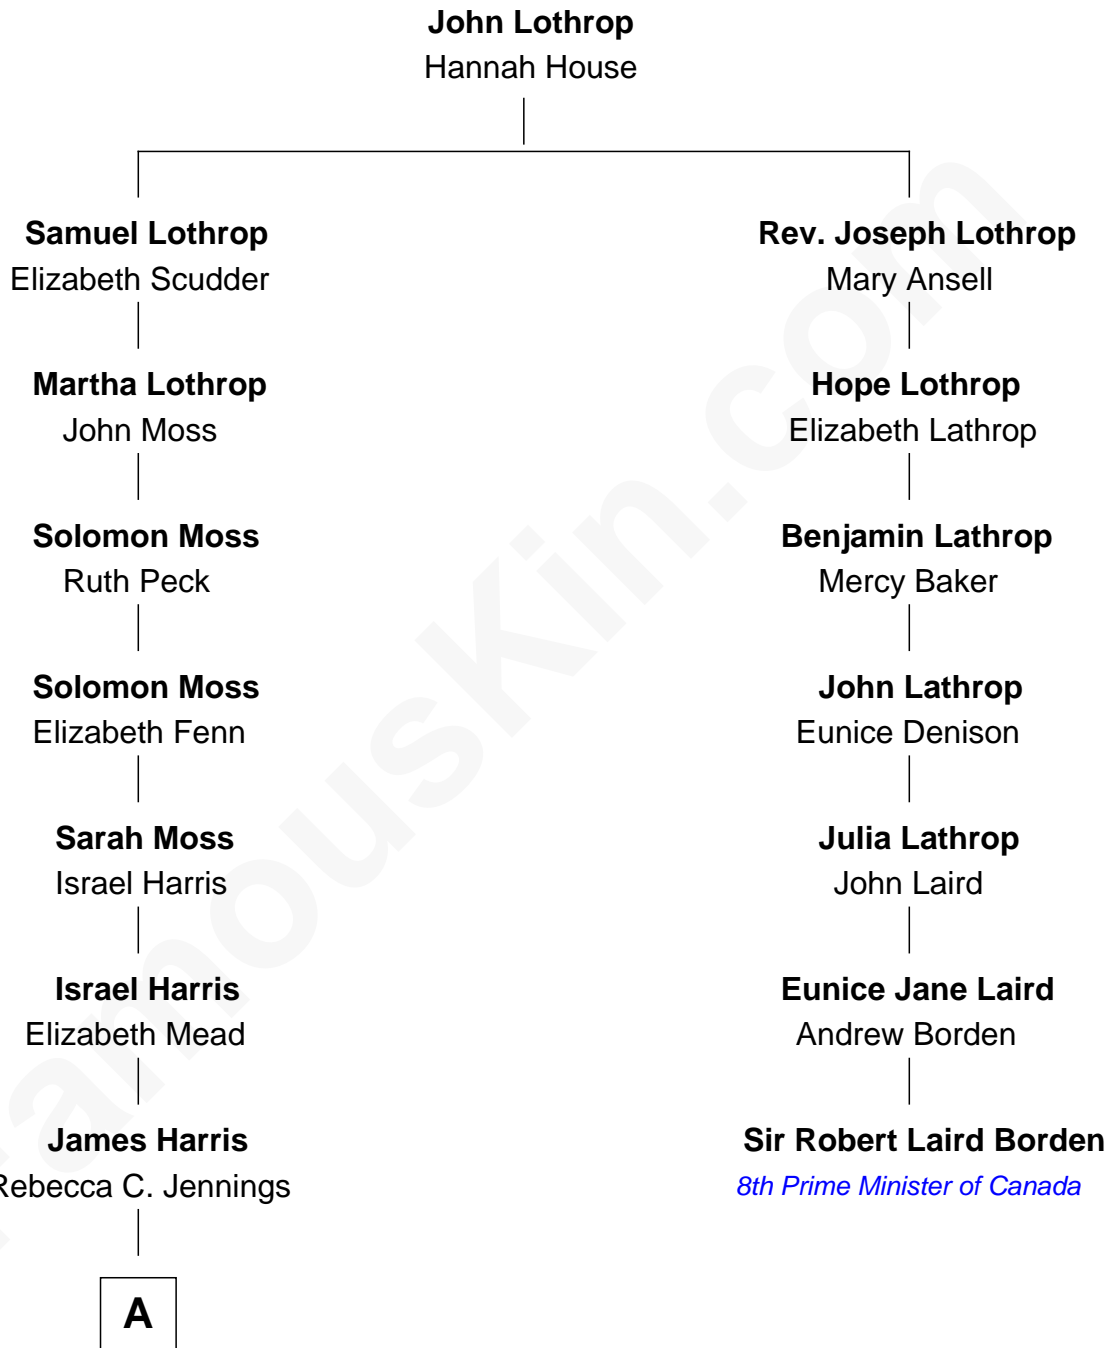 John Lothrop
Hannah House
Samuel Lothrop
Elizabeth Scudder
Rev. Joseph Lothrop
Mary Ansell
Martha Lothrop
John Moss
Hope Lothrop
Elizabeth Lathrop
Solomon Moss
Ruth Peck
Benjamin Lathrop
Mercy Baker
Solomon Moss
Elizabeth Fenn
John Lathrop
Eunice Denison
Sarah Moss
Israel Harris
Julia Lathrop
John Laird
Israel Harris
Elizabeth Mead
Eunice Jane Laird
Andrew Borden
James Harris
Rebecca C. Jennings
Sir Robert Laird Borden
8th Prime Minister of Canada
A
FamousKin.com